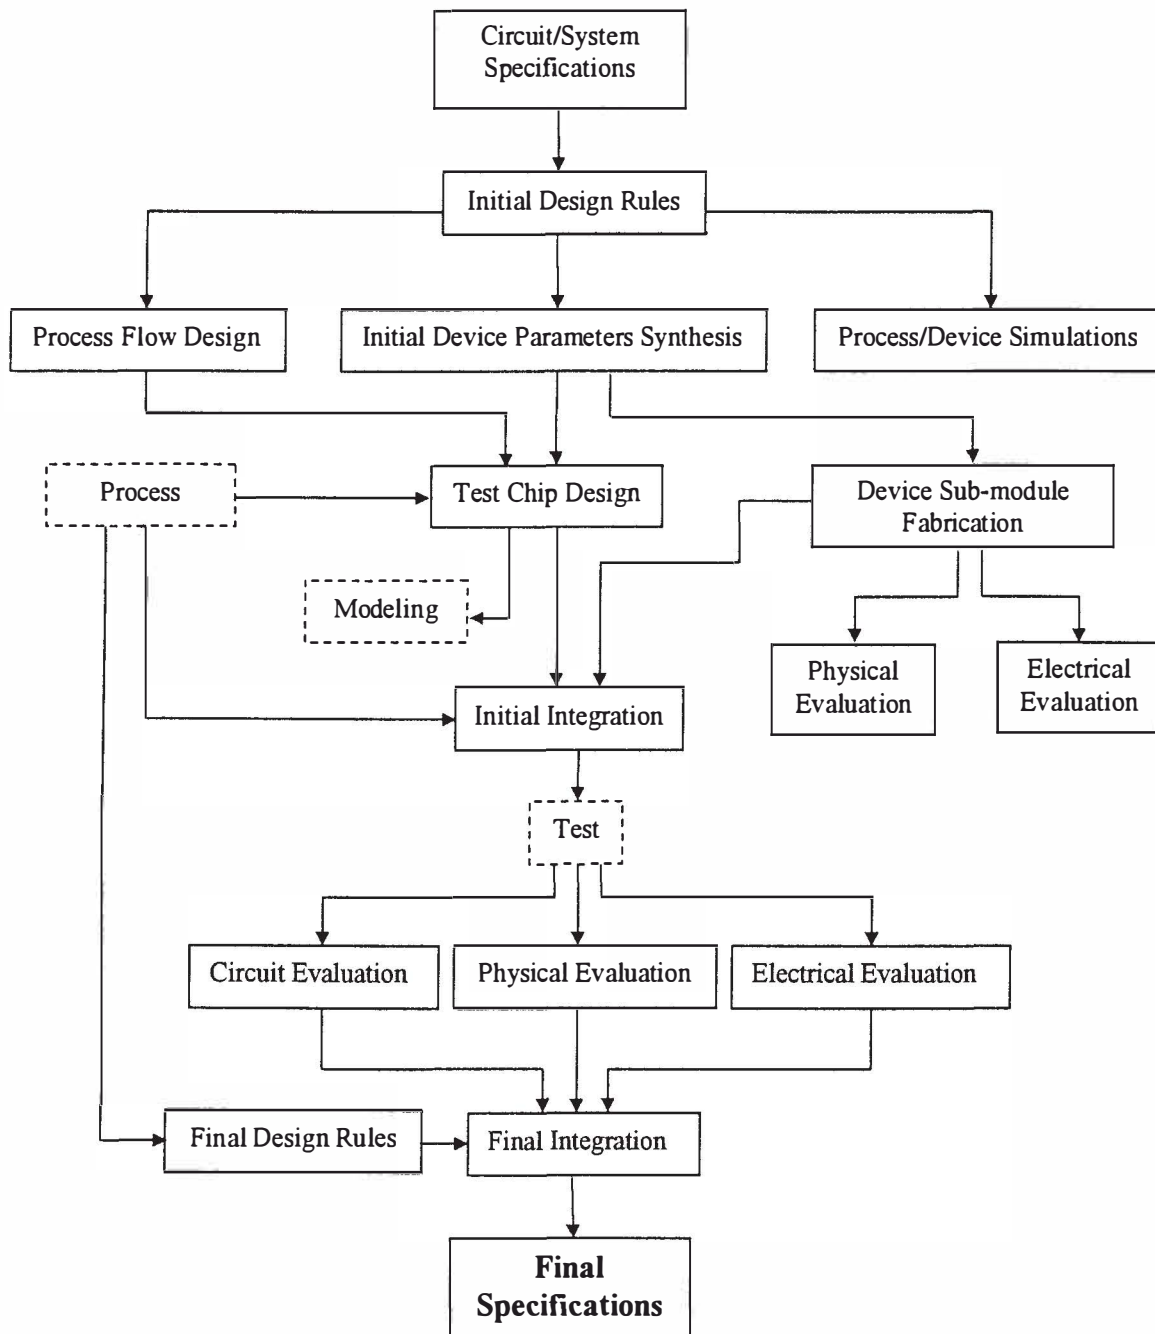 Circuit/System
Specifications
Initial Design Rules
Process Flow Design
Initial Device Parameters Synthesis
Process/Device Simulations
Process
Test Chip Design
Device Sub-module
Fabrication
Modeling
Physical
Evaluation
Electrical
Evaluation
Initial Integration
Test
Circuit Evaluation
Physical Evaluation
Electrical Evaluation
Final Design Rules
Final Integration
Final
Specifications